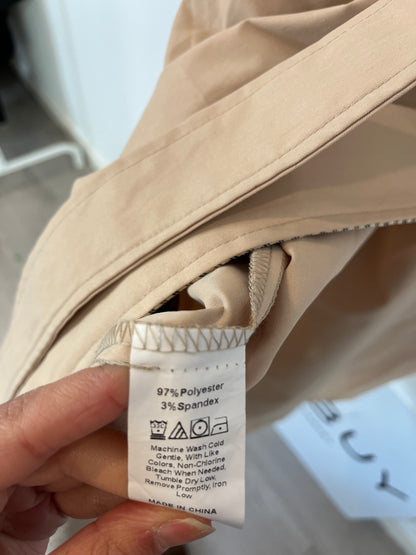 97% Polyester
3% Spandex
Machine Wash Cold
Gentle, With Like
Colors, Non-Chlorine
Bleach When Needed,
Tumble Dry Low,
Remove Promptly, Iron
Low.
MADE IN CHINA
BUY